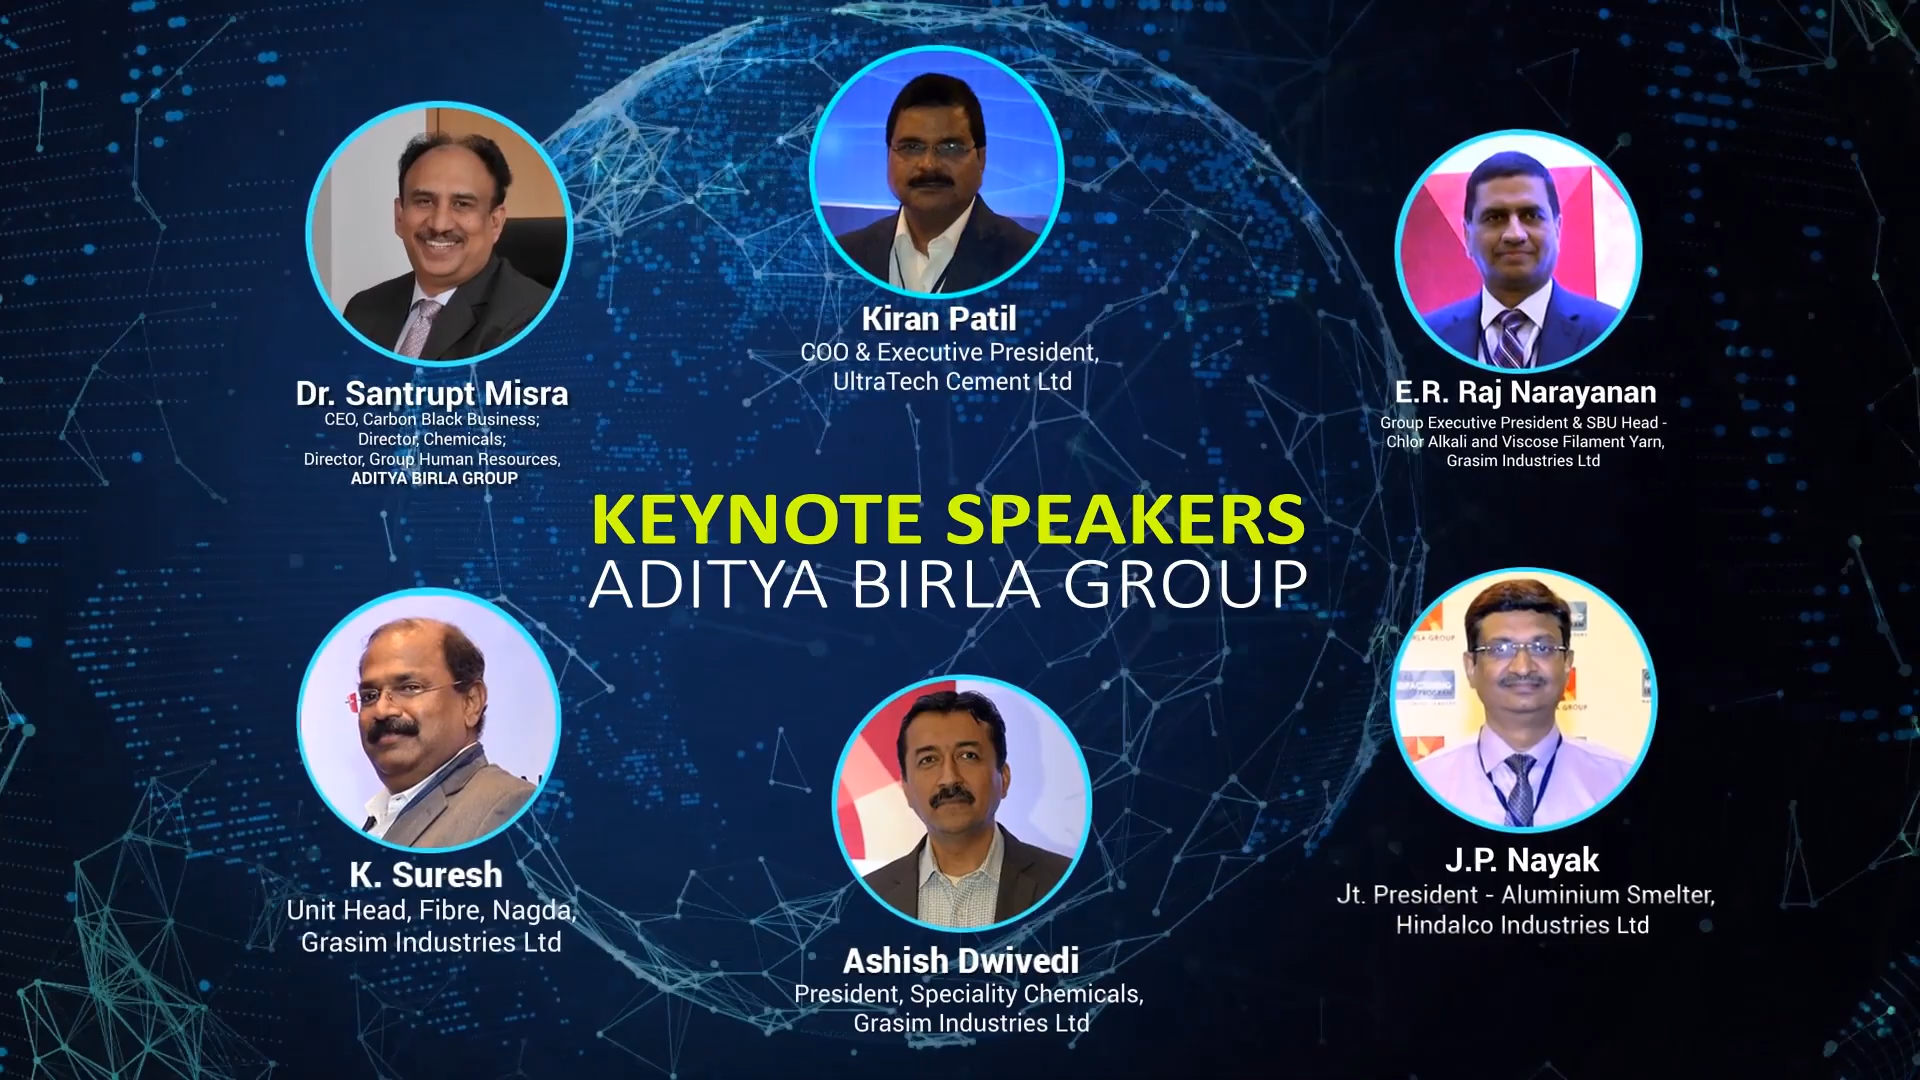 Kiran Patil
COO & Executive President,
UltraTech Cement Ltd
Dr. Santrupt Misra
CEO, Carbon Black Business;
Director, Chemicals;
Director, Group Human Resources,
ADITYA BIRLA GROUP
E.R. Raj Narayanan
Group Executive President & SBU Head -
Chlor Alkali and Viscose Filament Yarn,
Grasim Industries Ltd
KEYNOTE SPEAKERS
ADITYA BIRLA GROUP
K. Suresh
Unit Head, Fibre, Nagda,
Grasim Industries Ltd
Ashish Dwivedi
President, Speciality Chemicals,
Grasim Industries Ltd
J.P. Nayak
Jt. President - Aluminium Smelter,
Hindalco Industries Ltd